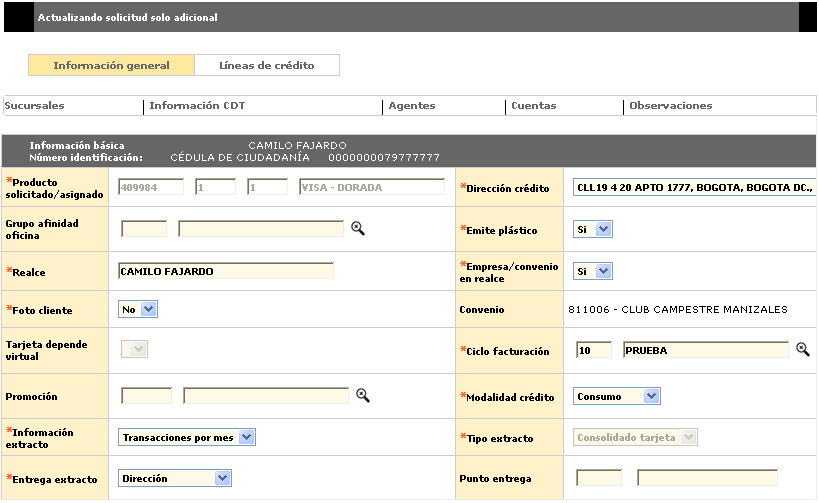 Actualizando solicitud solo adicional
Información general Líneas de crédito
Sucursales Información CDT Agentes Cuentas Observaciones
Información básica CAMILO FAJARDO
Número identificación: CÉDULA DE CIUDADANÍA 0000000079777777
*Producto solicitado/asignado 409984 1 1 VISA - DORADA
*Dirección crédito CLL19 4 20 APTO 1777, BOGOTA, BOGOTA DC.,
Grupo afinidad oficina
*Emite plástico Si
*Realce CAMILO FAJARDO
*Empresa/convenio en realce Si
*Foto cliente No
Convenio 811006 - CLUB CAMPESTRE MANIZALES
Tarjeta depende virtual
*Ciclo facturación 10 PRUEBA
Promoción
*Modalidad crédito Consumo
*Información extracto Transacciones por mes
*Tipo extracto Consolidado tarjeta
*Entrega extracto Dirección
Punto entrega